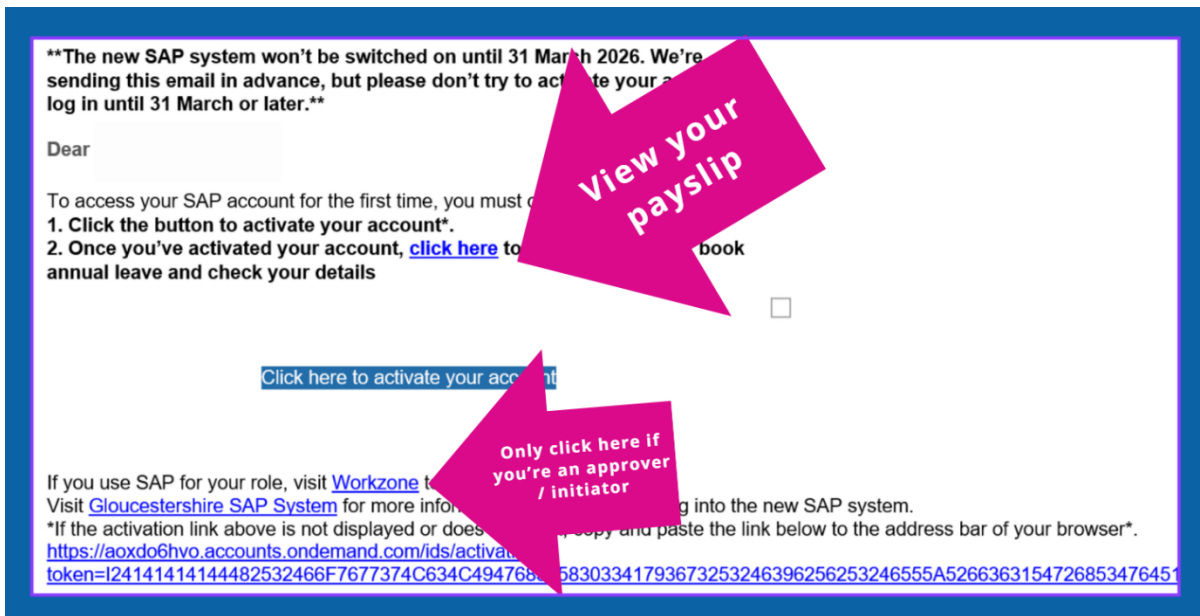 **The new SAP system won't be switched on until 31 March 2026. We're
sending this email in advance, but please don't try to
log in until 31 March or later.**
Dear
To access your SAP account for the first time, you must
1. Click the button to activate your account*.
2. Once you've activated your account, click here to book
annual leave and check your details
View your
payslip
Click here to activate your account
Only click here if
you're an approver
/ initiator
If you use SAP for your role, visit Workzone
Visit Gloucestershire SAP System for more into the new SAP system.
*If the activation link above is not displayed or does copy and paste the link below to the address bar of your browser*.
https://aoxdo6hvo.accounts.ondemand.com/ids/